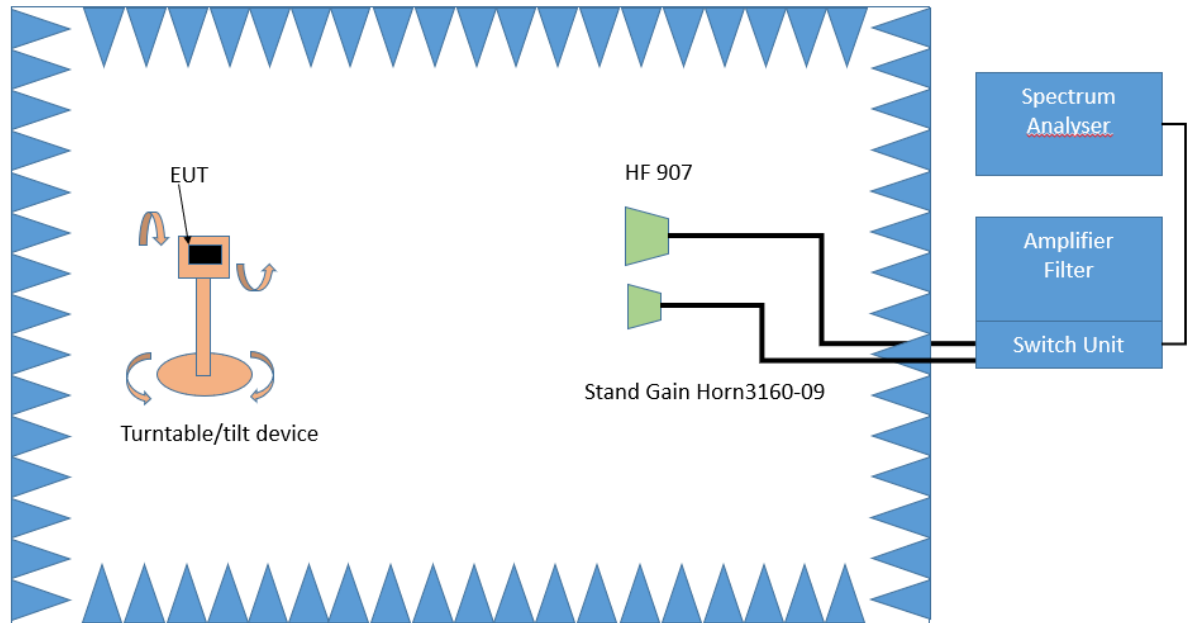 Spectrum
Analyser
EUT
HF 907
Amplifier
Filter
Switch Unit
Stand Gain Horn3160-09
Turntable/tilt device